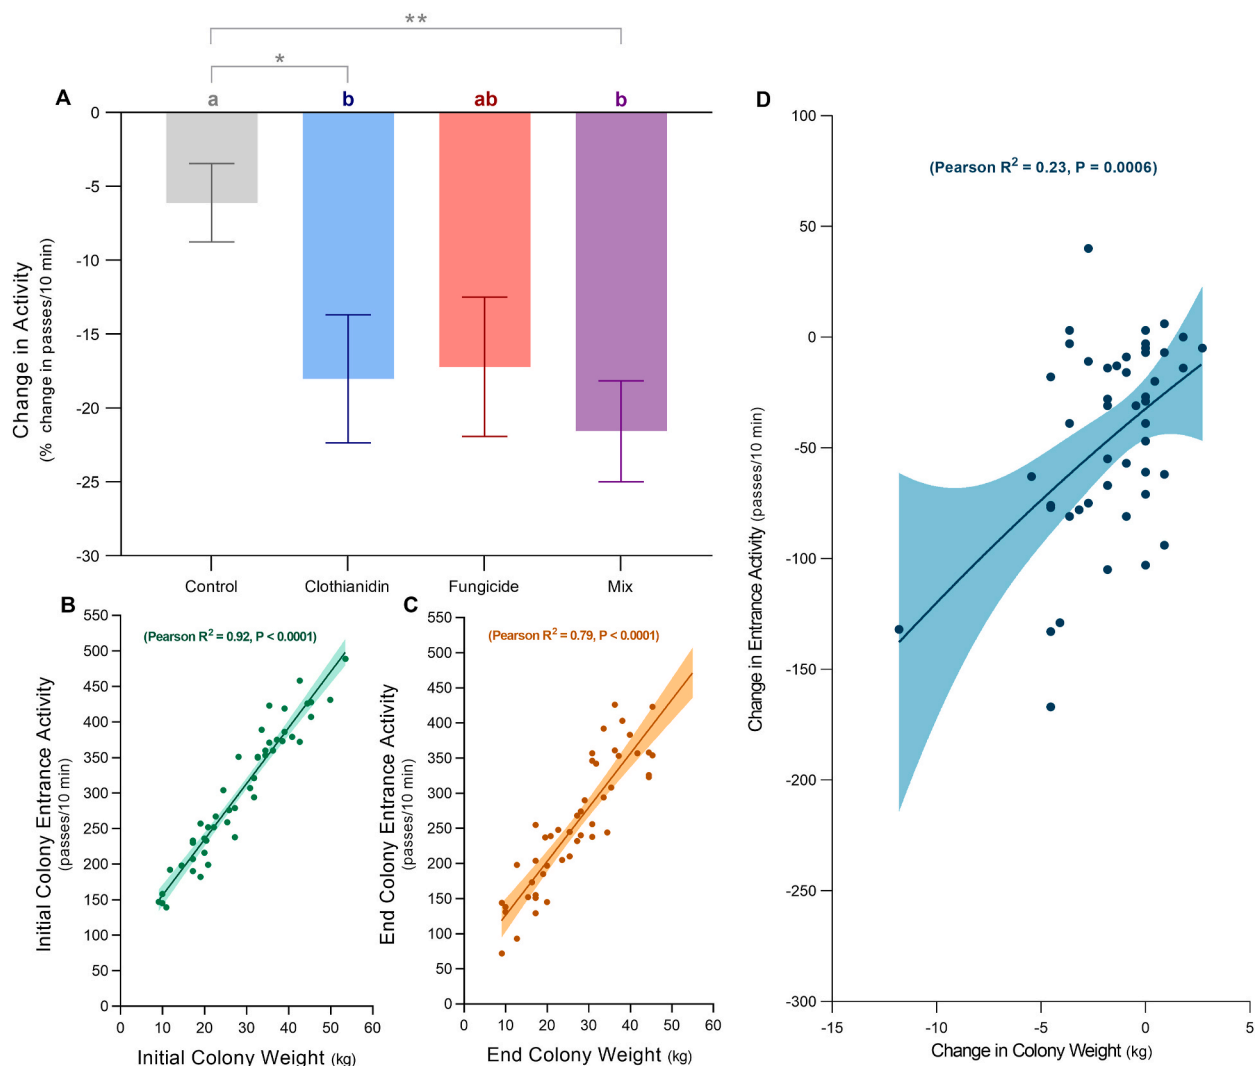 **
*
A
a b ab b
0
-5
-10
-15
-20
-25
-30
Change in Activity
(% change in passes/10 min)
Control Clothianidin Fungicide Mix
B
(Pearson R² = 0.92, P < 0.0001)
550
500
450
400
350
300
250
200
150
100
50
0
Initial Colony Entrance Activity
(passes/10 min)
0 10 20 30 40 50 60
Initial Colony Weight (kg)
C
(Pearson R² = 0.79, P < 0.0001)
550
500
450
400
350
300
250
200
150
100
50
0
End Colony Entrance Activity
(passes/10 min)
0 10 20 30 40 50 60
End Colony Weight (kg)
D
(Pearson R² = 0.23, P = 0.0006)
100
50
-0
-50
-100
-150
-200
-250
-300
Change in Entrance Activity (passes/10 min)
-15 -10 -5 0 5
Change in Colony Weight (kg)